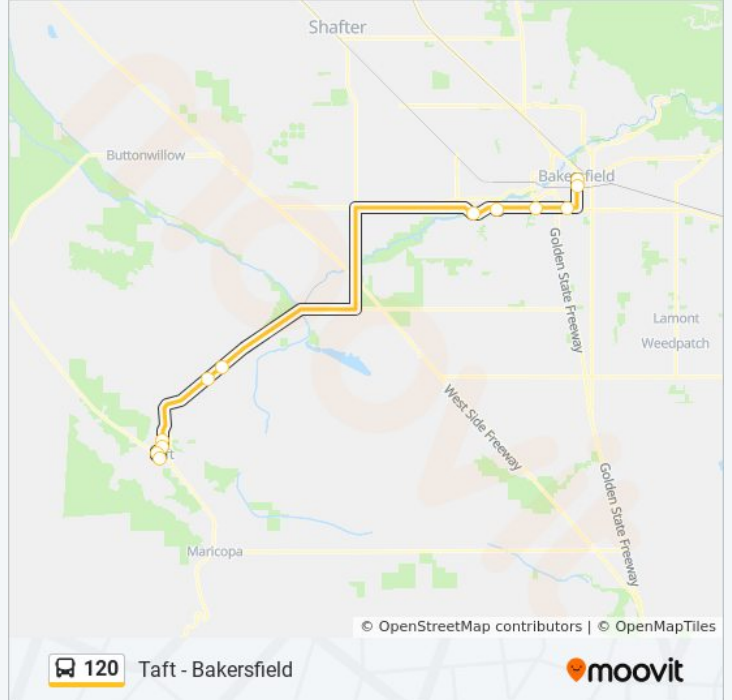 Shafter
Buttonwillow
Bakersfield
Golden State Freeway
Lamont
Weedpatch
West Side Freeway
Golden State Freeway
Maricopa
moovit
© OpenStreetMap contributors | © OpenMapTiles
120 Taft - Bakersfield
moovit